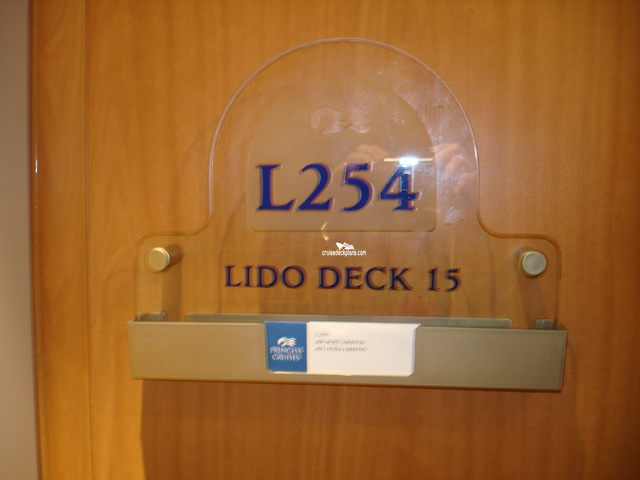 L254
cruisedeckplans.com
LIDO DECK 15
PRINCESS
CRUISES